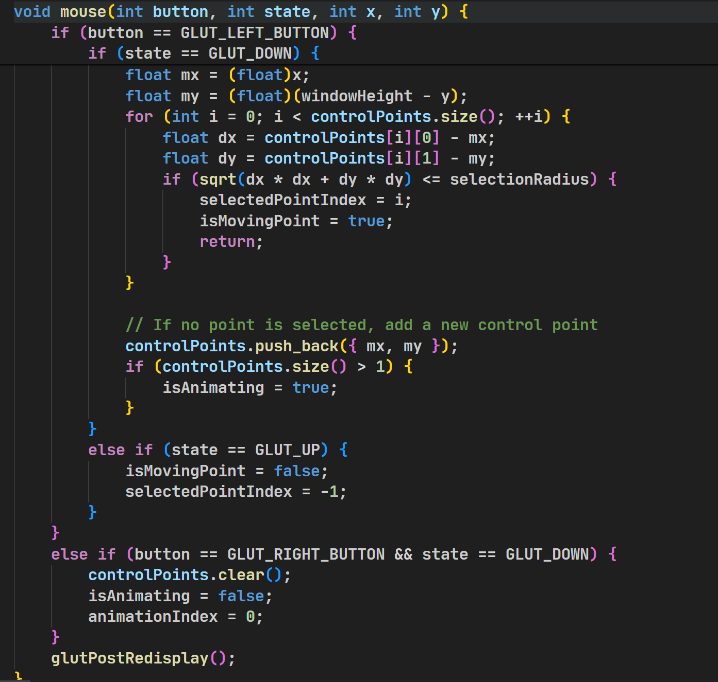 void mouse(int button, int state, int x, int y) {
    if (button == GLUT_LEFT_BUTTON) {
        if (state == GLUT_DOWN) {
            float mx = (float)x;
            float my = (float)(windowHeight - y);
            for (int i = 0; i < controlPoints.size(); ++i) {
                float dx = controlPoints[i][0] - mx;
                float dy = controlPoints[i][1] - my;
                if (sqrt(dx * dx + dy * dy) <= selectionRadius) {
                    selectedPointIndex = i;
                    isMovingPoint = true;
                    return;
                }
            }

            // If no point is selected, add a new control point
            controlPoints.push_back({ mx, my });
            if (controlPoints.size() > 1) {
                isAnimating = true;
            }
        }
        else if (state == GLUT_UP) {
            isMovingPoint = false;
            selectedPointIndex = -1;
        }
    }
    else if (button == GLUT_RIGHT_BUTTON && state == GLUT_DOWN) {
        controlPoints.clear();
        isAnimating = false;
        animationIndex = 0;
    }
    glutPostRedisplay();
}